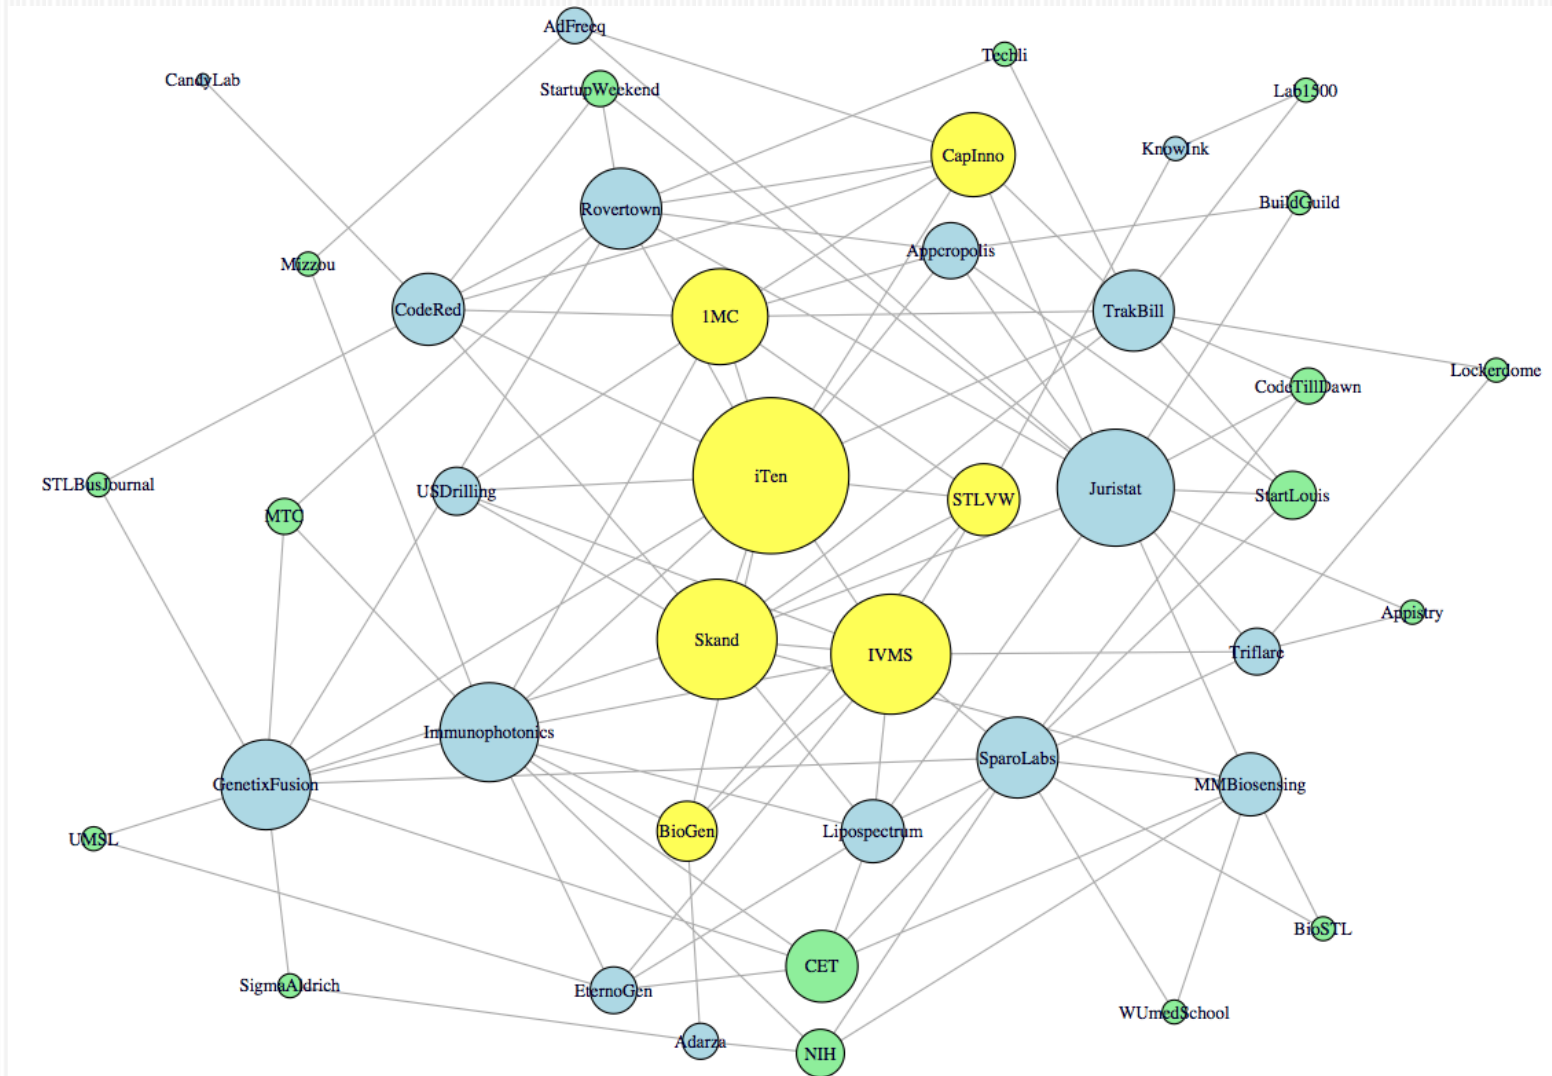 AdFreeq
Techli
CandyLab
StartupWeekend
Lab1500
KnowInk
CapInno
BuildGuild
Rovertown
Appcropolis
Mizzou
CodeRed
1MC
TrakBill
Lockerdome
CodeTillDawn
iTen
STLBusJournal
USDrilling
Juristat
StartLouis
STLVW
MTC
Appistry
Skand
IVMS
Triflare
Immunophotonics
SparoLabs
GenetixFusion
MMBiosensing
BioGen
Lipospectrum
UMSL
BioSTL
CET
SigmaAldrich
EternoGen
WUmedSchool
Adarza
NIH